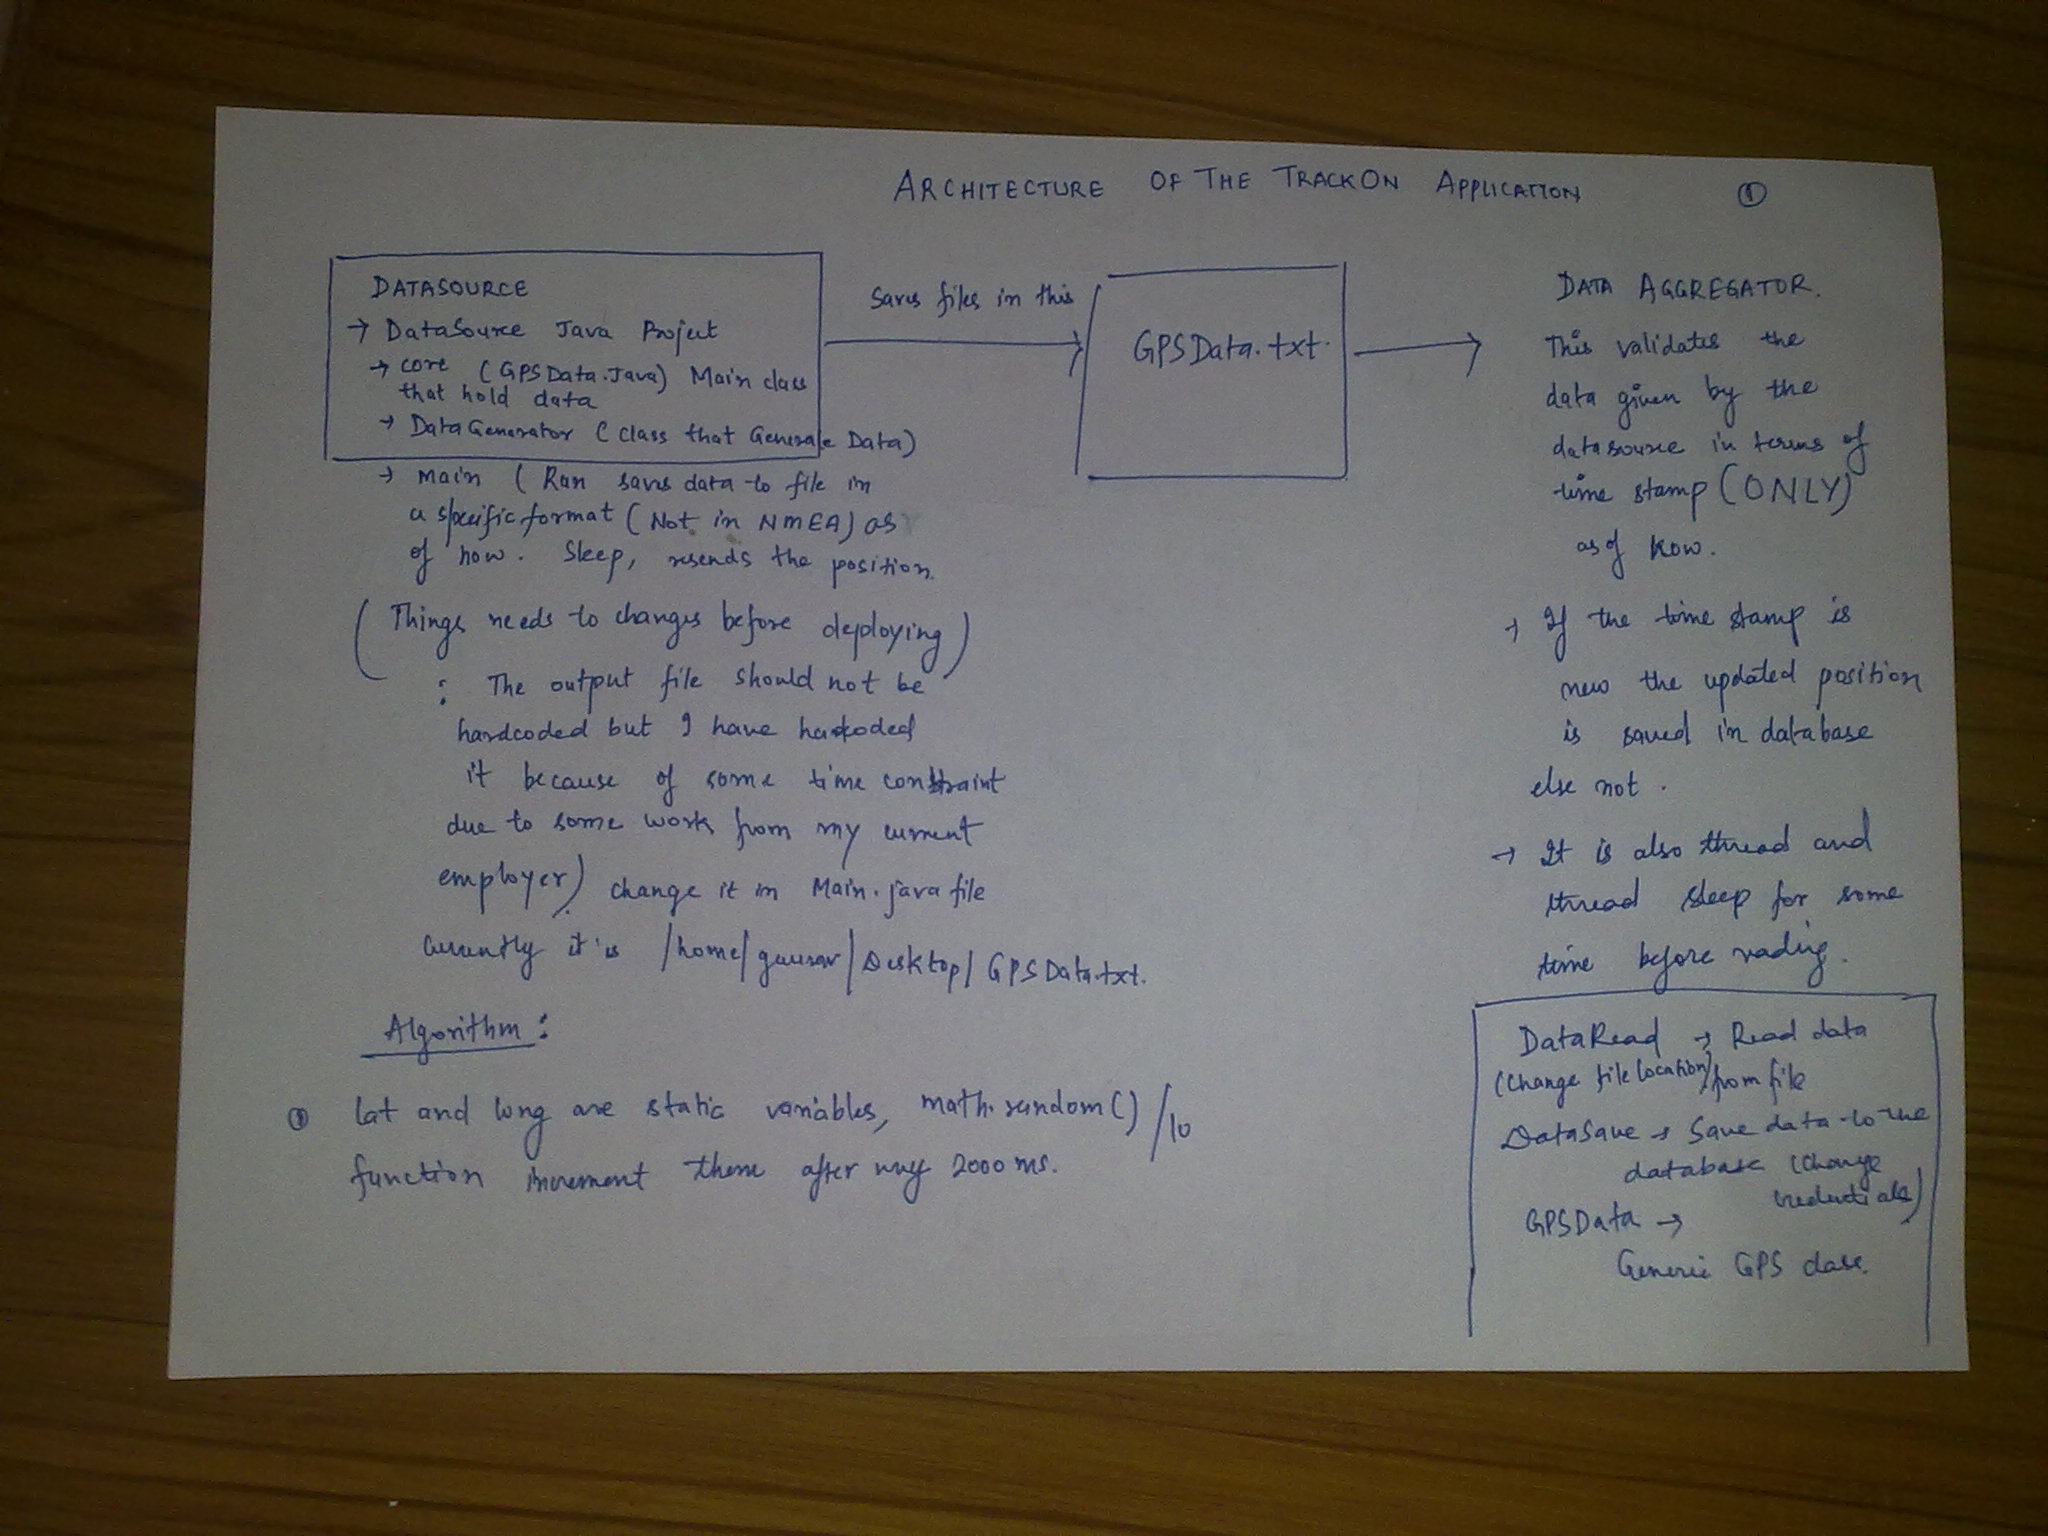 ARCHITECTURE OF THE TRACKON APPLICATION ①
DATASOURCE
→ DataSource Java Project
→ core (GPSData.Java) Main class
that hold data
→ DataGenerator (class that Generate Data)
→ main ( Run saves data to file in
a specific format (Not in NMEA) as
of now. Sleep, resends the position.
(Things needs to changes before deploying)
: The output file should not be
hardcoded but I have hardcoded
it because of some time constraint
due to some work from my current
employer) change it in Main.java file
Currently it is /home/gaurav/Desktop/GPSData.txt.
Algorithm :
① lat and long are static variables, math.random()/10
function increment them after every 2000 ms.
Saves files in this
GPSData.txt.
DATA AGGREGATOR.
This validates the
data given by the
datasource in terms of
time stamp (ONLY)
as of now.
→ If the time stamp is
new the updated position
is saved in database
else not.
→ It is also thread and
thread sleep for some
time before reading.
DataRead → Read data
(Change file location) from file
DataSave → Save data to the
database (Change
credentials)
GPSData →
Generic GPS class.